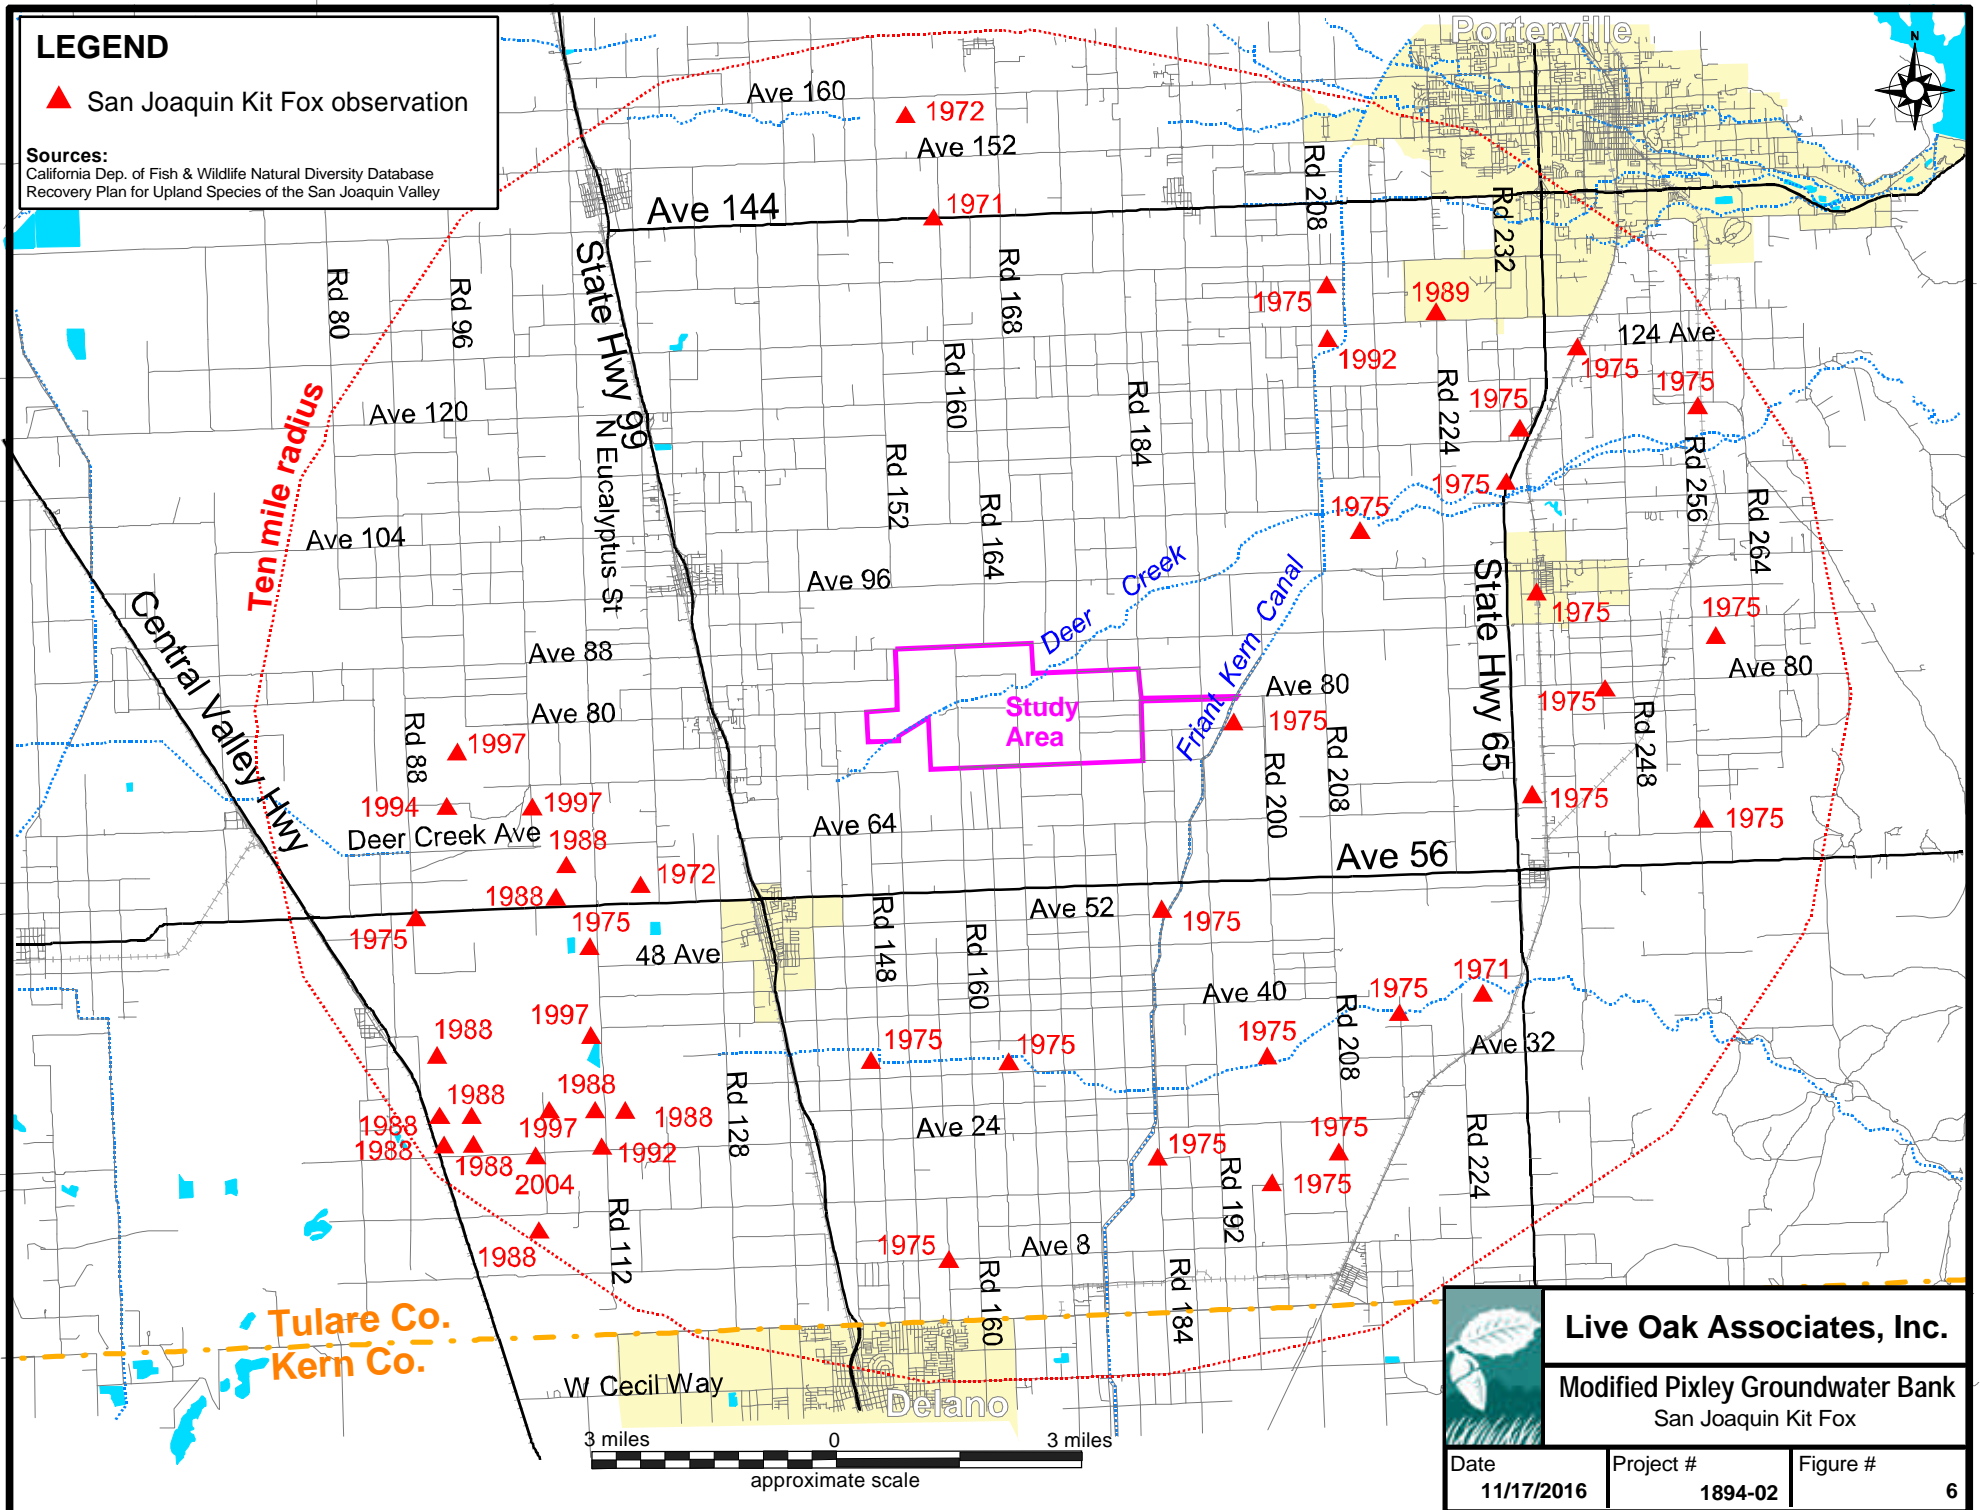 LEGEND
San Joaquin Kit Fox observation
Sources:
California Dep. of Fish & Wildlife Natural Diversity Database
Recovery Plan for Upland Species of the San Joaquin Valley
Porterville
N
Ave 160
1972
Ave 152
Ave 144
1971
Rd 208
Rd 232
State Hwy 99
Rd 80
Rd 96
Rd 168
1975
1989
1992
124 Ave
1975
1975
Rd 160
Rd 184
Rd 224
1975
Ten mile radius
Ave 120
N Eucalyptus St
Rd 152
Rd 164
1975
Rd 256
Rd 264
1975
Ave 104
Ave 96
Deer Creek
Friant Kern Canal
State Hwy 65
1975
1975
Central Valley Hwy
Ave 88
Ave 80
Study
Area
Ave 80
1975
Ave 80
1975
Rd 88
1997
Rd 200
Rd 208
Rd 248
1994
1997
Deer Creek Ave
1988
Ave 64
1975
1975
1972
Ave 56
1988
1975
1975
48 Ave
Rd 148
Rd 160
Ave 52
1975
Ave 40
1975
1971
1997
1988
1975
1975
1975
Rd 208
Ave 32
1988
1988
1988
1997
1988
1988
1988
1992
2004
Rd 128
Ave 24
1975
Rd 192
1975
1975
Rd 224
Rd 112
1988
1975
Ave 8
Rd 160
Rd 184
Tulare Co.
Kern Co.
W Cecil Way
Delano
3 miles 0 3 miles
approximate scale
Live Oak Associates, Inc.
Modified Pixley Groundwater Bank
San Joaquin Kit Fox
Date Project # Figure #
11/17/2016 1894-02 6